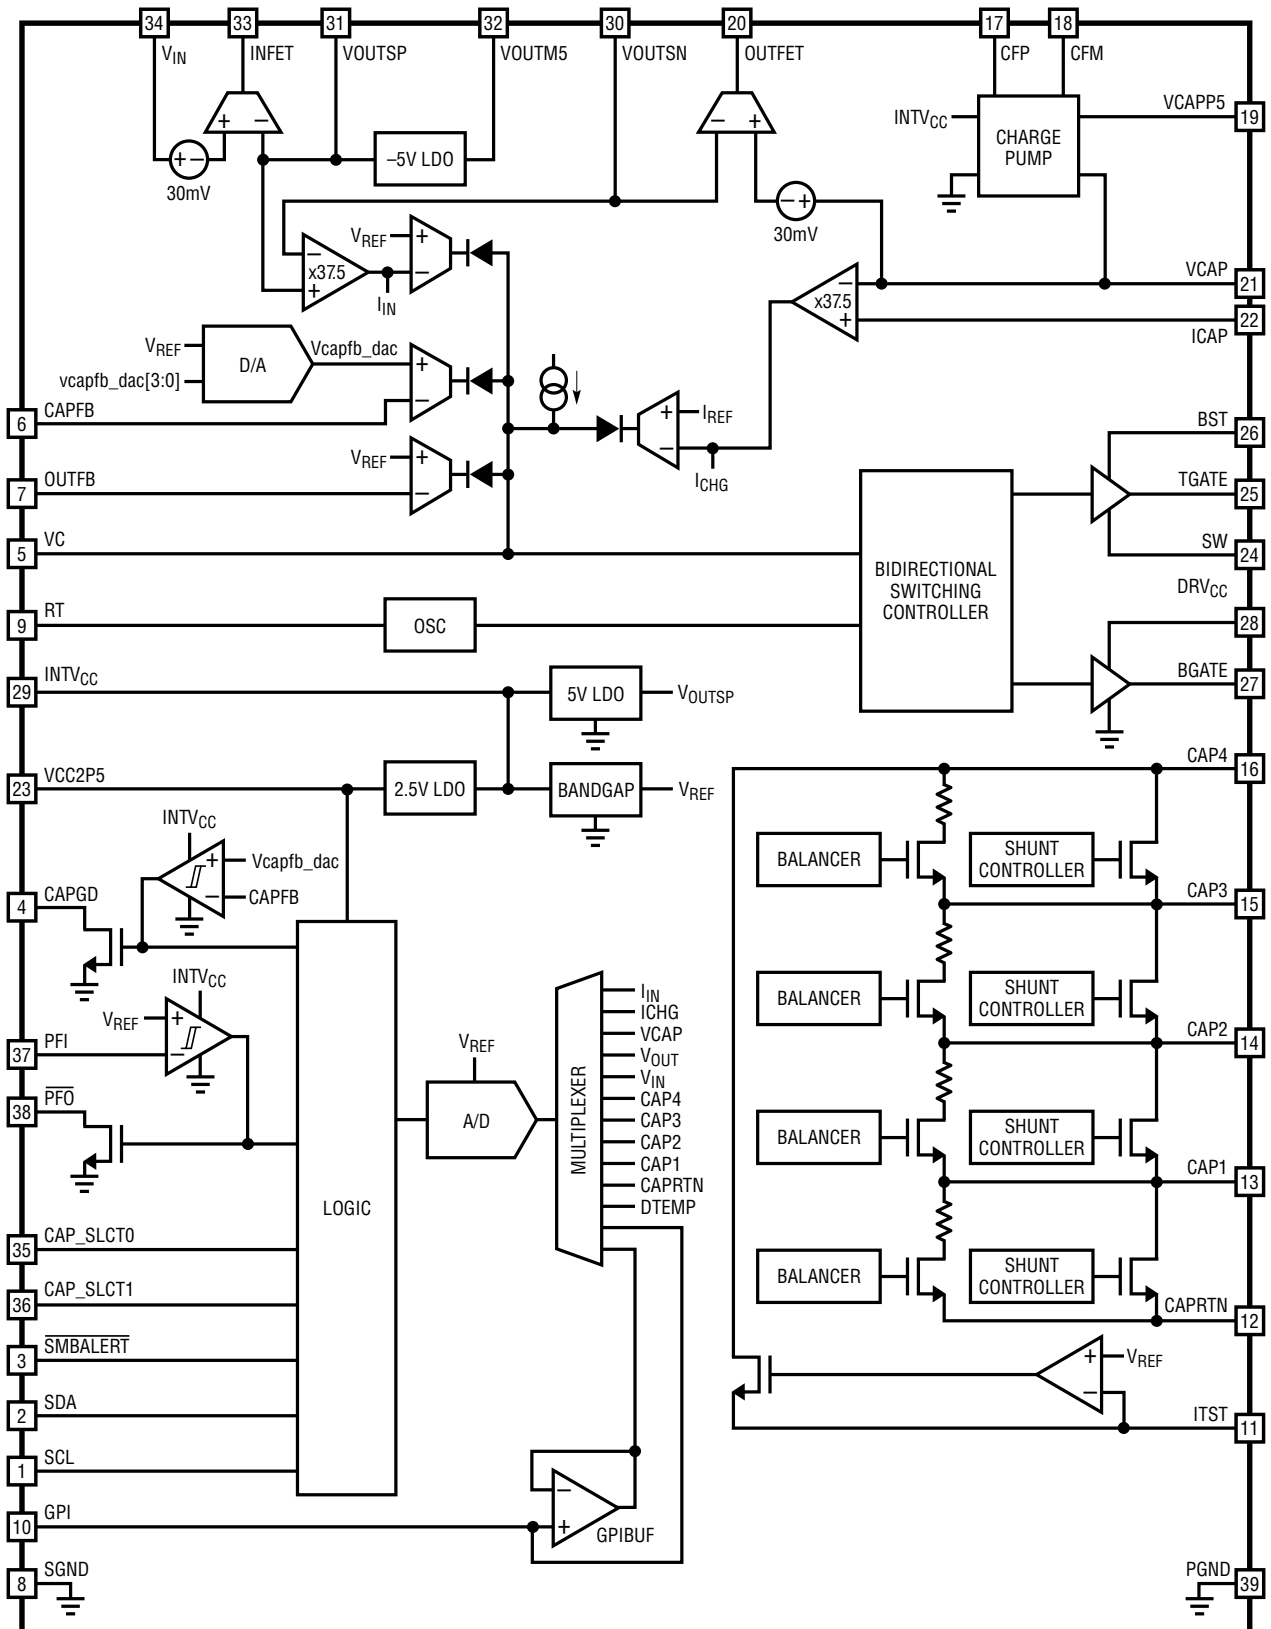 34 33 31 32 30 20 17 18
VIN INFET VOUTSP VOUTM5 VOUTSN OUTFET CFP CFM
VCAPP5
19
INTVCC
CHARGE
PUMP
+ − − +
+ − −5V LDO
30mV
− +
30mV
VREF +
−
−
x37.5
+
IIN
VCAP
21
−
x37.5
+
22
ICAP
VREF
D/A
Vcapfb_dac
vcapfb_dac[3:0]
+
−
CAPFB
6
+ IREF
−
ICHG
BST
26
VREF +
−
OUTFB
7
TGATE
25
VC
5
SW
24
BIDIRECTIONAL
SWITCHING
CONTROLLER
DRVCC
28
RT
9
OSC
BGATE
27
INTVCC
29
5V LDO VOUTSP
VCC2P5
23
2.5V LDO BANDGAP VREF
CAP4
16
INTVCC
+ Vcapfb_dac
− CAPFB
CAPGD
4
BALANCER
SHUNT
CONTROLLER
CAP3
15
INTVCC
VREF +
−
PFI
37
PFO
38
BALANCER
SHUNT
CONTROLLER
CAP2
14
LOGIC
VREF
A/D
MULTIPLEXER
IIN
ICHG
VCAP
VOUT
VIN
CAP4
CAP3
CAP2
CAP1
CAPRTN
DTEMP
BALANCER
SHUNT
CONTROLLER
CAP1
13
BALANCER
SHUNT
CONTROLLER
CAPRTN
12
CAP_SLCT0
35
CAP_SLCT1
36
SMBALERT
3
SDA
2
SCL
1
+ VREF
−
ITST
11
GPI
10
−
+
GPIBUF
SGND
8
PGND
39